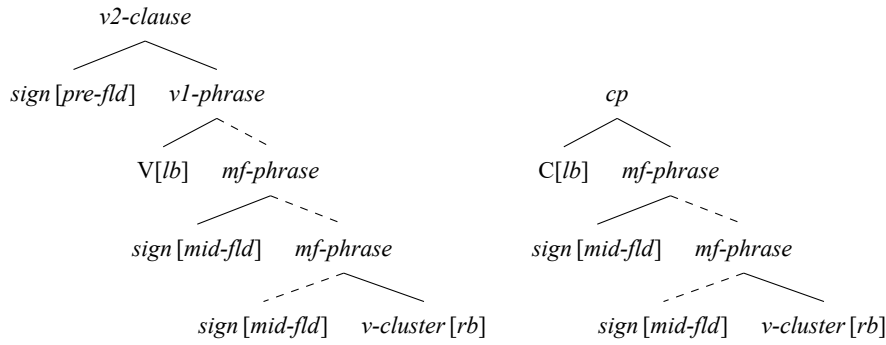 v2-clause
sign [pre-fld] v1-phrase cp
V[lb] mf-phrase C[lb] mf-phrase
sign [mid-fld] mf-phrase sign [mid-fld] mf-phrase
sign [mid-fld] v-cluster [rb] sign [mid-fld] v-cluster [rb]